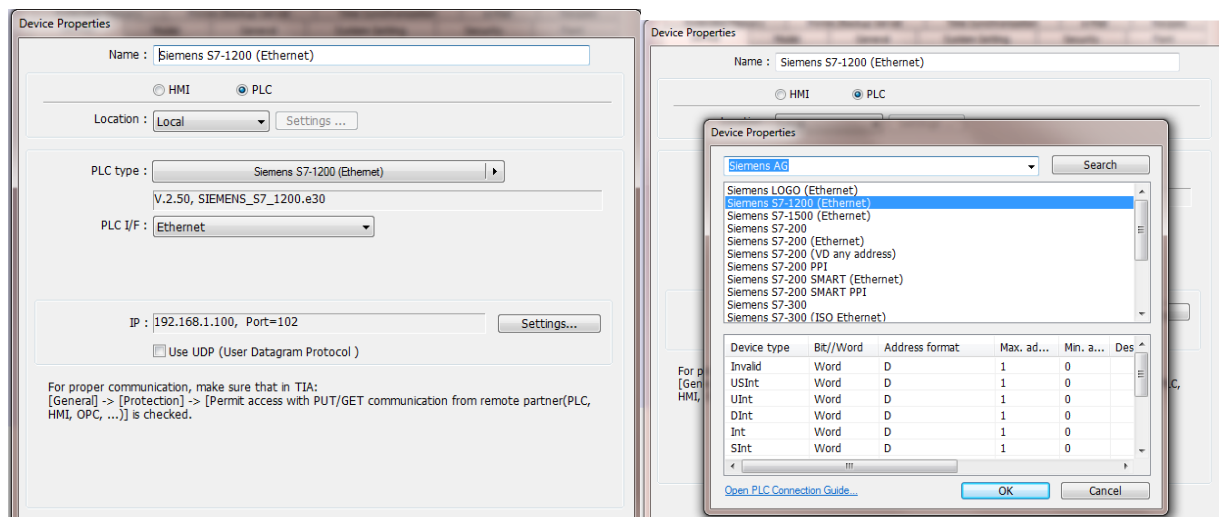 Device Properties
Name : Siemens S7-1200 (Ethernet)
HMI PLC
Location : Local Settings ...
PLC type : Siemens S7-1200 (Ethernet)
V.2.50, SIEMENS_S7_1200.e30
PLC I/F : Ethernet
IP : 192.168.1.100, Port=102 Settings...
Use UDP (User Datagram Protocol )
For proper communication, make sure that in TIA:
[General] -> [Protection] -> [Permit access with PUT/GET communication from remote partner(PLC,
HMI, OPC, ...)] is checked.
Device Properties
Name : Siemens S7-1200 (Ethernet)
HMI PLC
Device Properties
Siemens AG Search
Siemens LOGO (Ethernet)
Siemens S7-1200 (Ethernet)
Siemens S7-1500 (Ethernet)
Siemens S7-200
Siemens S7-200 (Ethernet)
Siemens S7-200 (VD any address)
Siemens S7-200 PPI
Siemens S7-200 SMART (Ethernet)
Siemens S7-200 SMART PPI
Siemens S7-300
Siemens S7-300 (ISO Ethernet)
Device type Bit//Word Address format Max. ad... Min. a... Des
Invalid Word D 1 0
USInt Word D 1 0
UInt Word D 1 0
DInt Word D 1 0
Int Word D 1 0
SInt Word D 1 0
For p
[Gen LC,
HMI,
Open PLC Connection Guide... OK Cancel